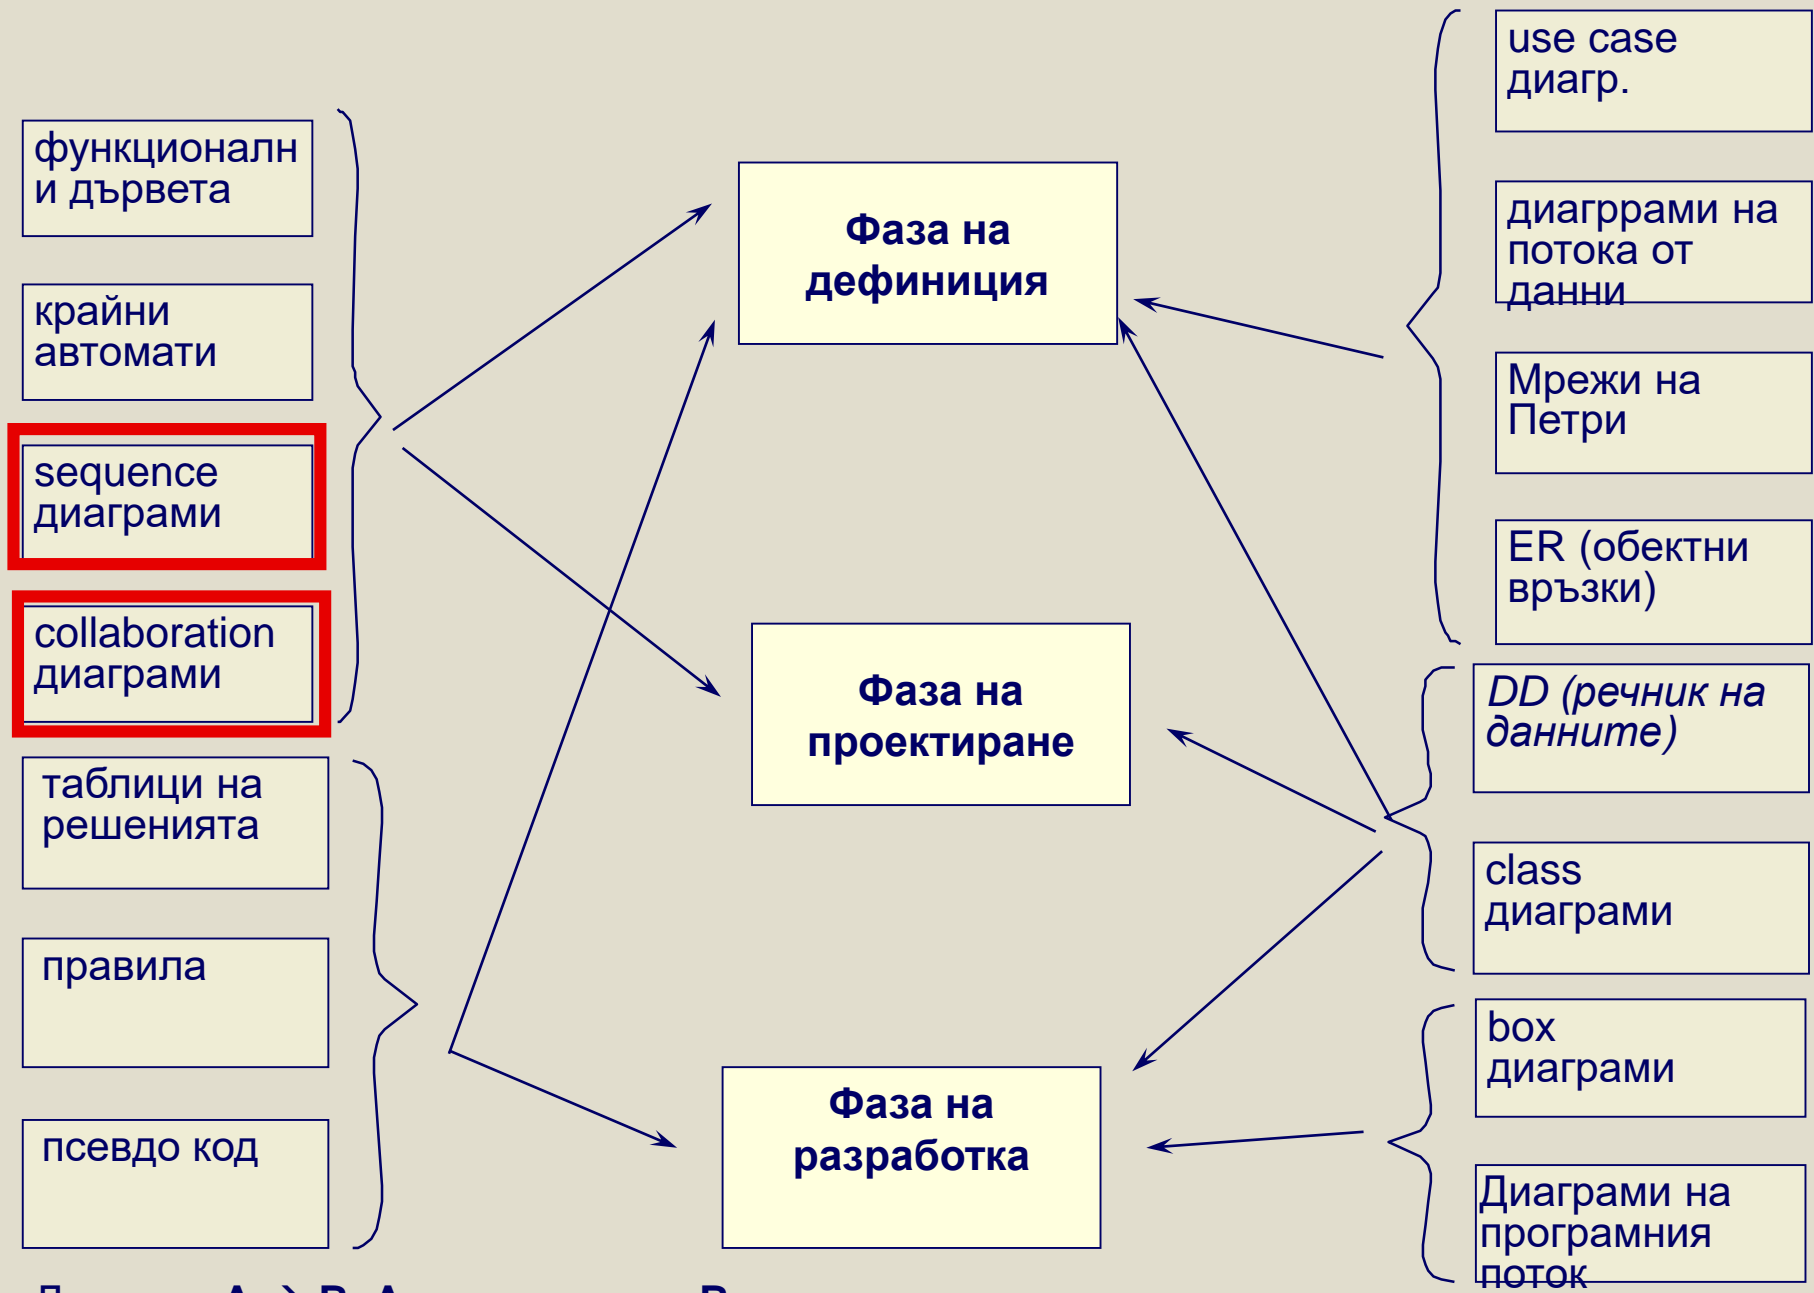 функционалн
и дървета
крайни
автомати
sequence
диаграми
collaboration
диаграми
таблици на
решенията
правила
псевдо код
Фаза на
дефиниция
Фаза на
проектиране
Фаза на
разработка
use case
диагр.
диагррами на
потока от
данни
Мрежи на
Петри
ER (обектни
връзки)
DD (речник на
данните)
class
диаграми
box
диаграми
Диаграми на
програмния
поток